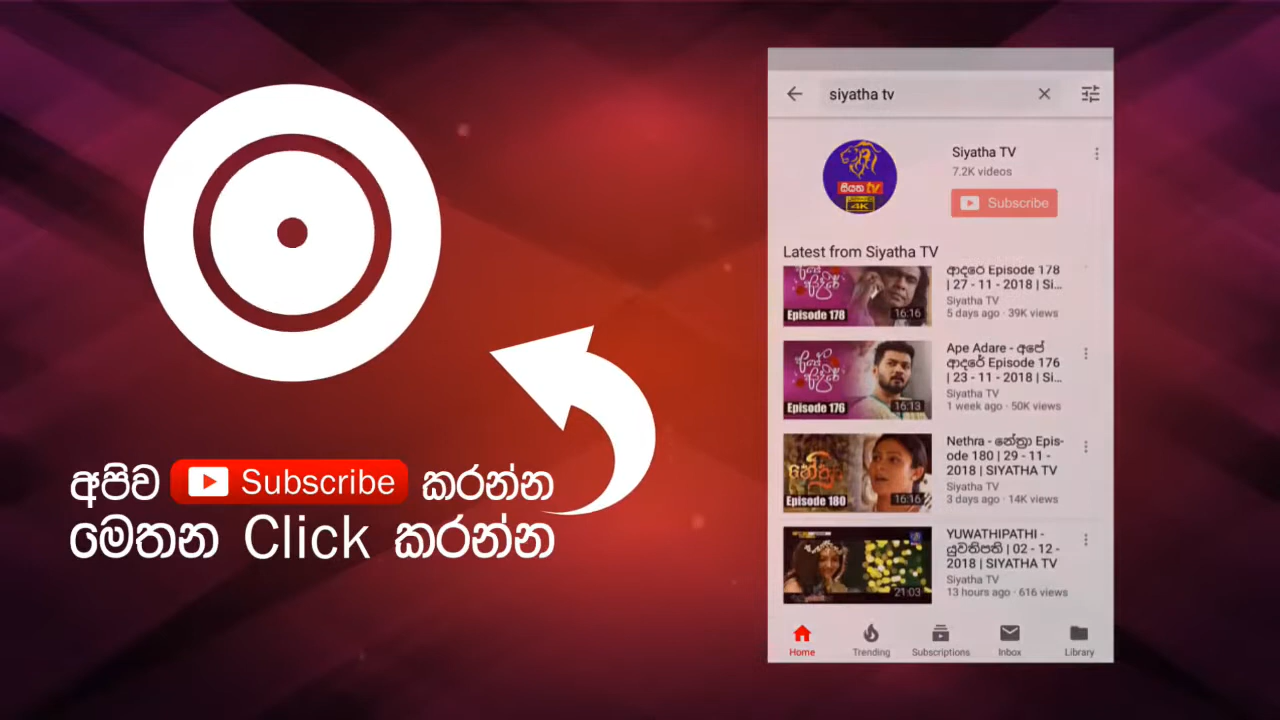 අපිව Subscribe කරන්න
මෙතන Click කරන්න
siyatha tv
සියත tv
4K
Siyatha TV
7.2K videos
Subscribe
Latest from Siyatha TV
Episode 178
16:16
ආදරේ Episode 178
| 27 - 11 - 2018 | Si...
Siyatha TV
5 days ago · 39K views
අපේ ආදරේ
Episode 176
16:13
Ape Adare - අපේ
ආදරේ Episode 176
| 23 - 11 - 2018 | Si...
Siyatha TV
1 week ago · 50K views
නේත්‍රා
Episode 180
16:16
Nethra - නේත්‍රා Epis-
ode 180 | 29 - 11 -
2018 | SIYATHA TV
Siyatha TV
3 days ago · 14K views
21:03
YUWATHIPATHI -
යුවතිපති | 02 - 12 -
2018 | SIYATHA TV
Siyatha TV
13 hours ago · 616 views
Home
Trending
Subscriptions
Inbox
Library